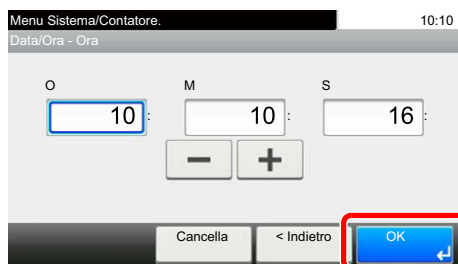 Menu Sistema/Contatore. 10:10
Data/Ora - Ora
O M S
10 : 10 : 16 :
− +
Cancella < Indietro OK